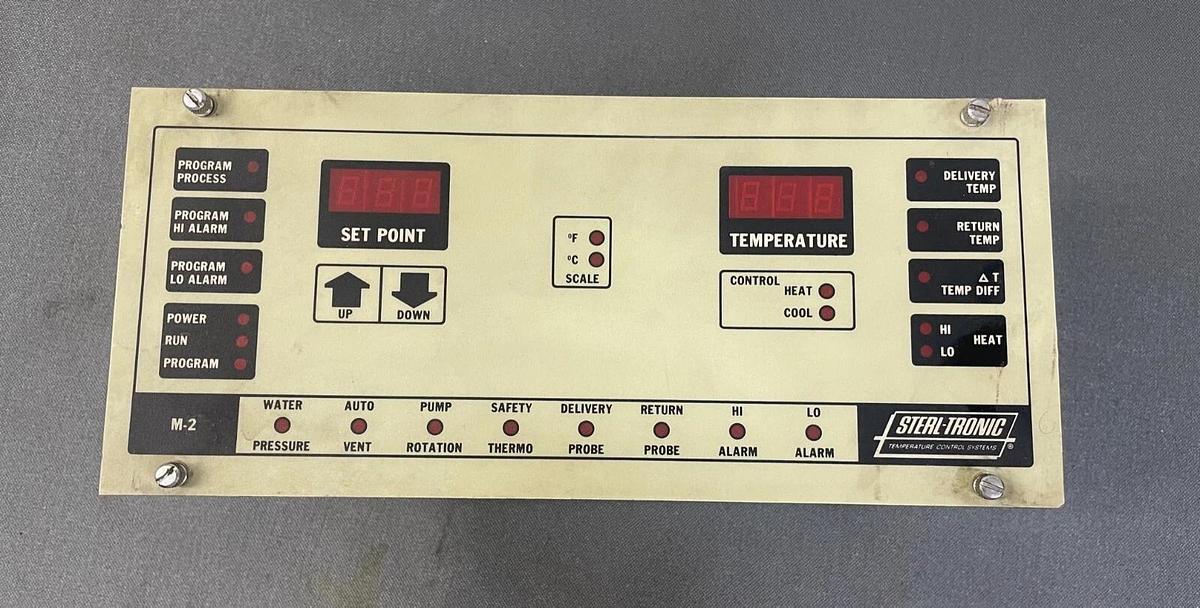 PROGRAM
PROCESS
PROGRAM
HI ALARM
PROGRAM
LO ALARM
POWER
RUN
PROGRAM
SET POINT
UP
DOWN
°F
°C
SCALE
TEMPERATURE
CONTROL
HEAT
COOL
DELIVERY
TEMP
RETURN
TEMP
Δ T
TEMP DIFF
HI
LO
HEAT
M-2
WATER
PRESSURE
AUTO
VENT
PUMP
ROTATION
SAFETY
THERMO
DELIVERY
PROBE
RETURN
PROBE
HI
ALARM
LO
ALARM
STERL-TRONIC
TEMPERATURE CONTROL SYSTEMS ®